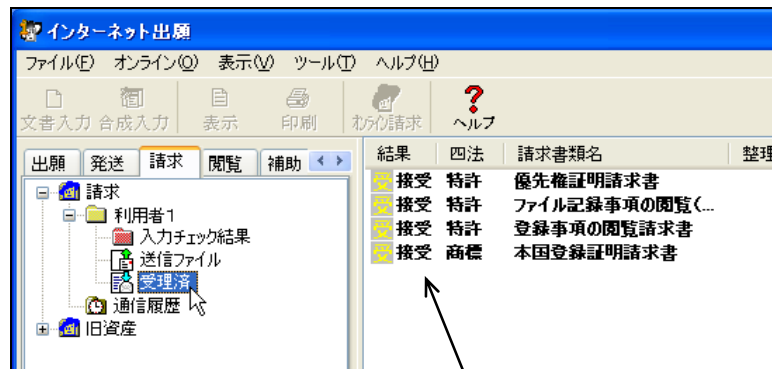 インターネット出願
ファイル(F) オンライン(O) 表示(V) ツール(T) ヘルプ(H)
文書入力 合成入力 表示 印刷 オンライン請求 ヘルプ
出願 発送 請求 閲覧 補助
結果 四法 請求書類名 整理
請求
利用者1
入力チェック結果
送信ファイル
受理済
通信履歴
旧資産
受 接受 特許 優先権証明請求書
受 接受 特許 ファイル記録事項の閲覧(...
受 接受 特許 登録事項の閲覧請求書
受 接受 商標 本国登録証明請求書